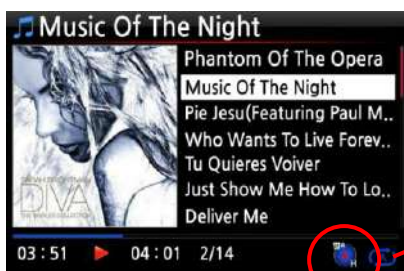 Music Of The Night
Phantom Of The Opera
Music Of The Night
Pie Jesu(Featuring Paul M..
Who Wants To Live Forev..
Tu Quieres Voiver
Just Show Me How To Lo..
Deliver Me
DIVA
03 : 51 04 : 01 2/14